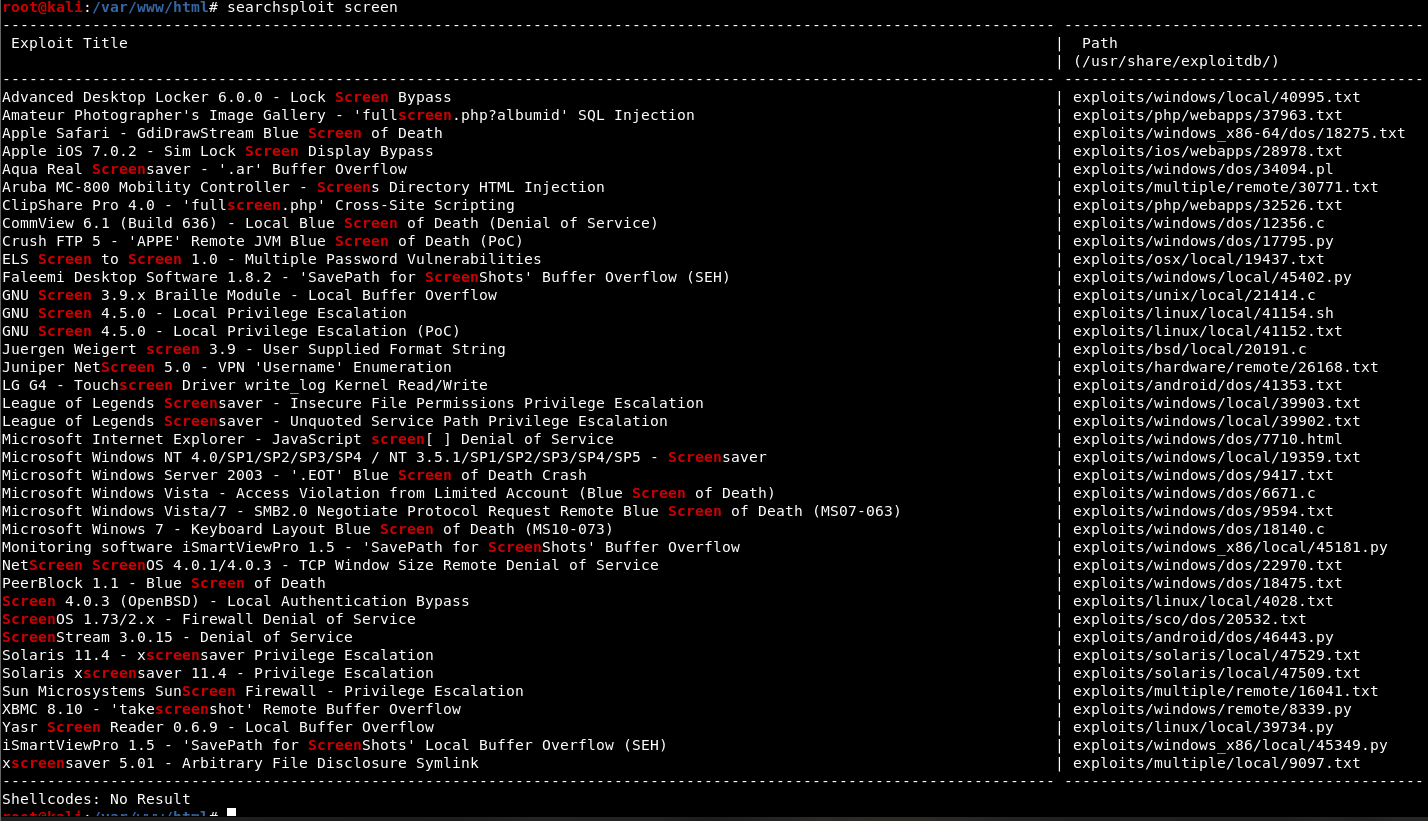 root@kali:/var/www/html# searchsploit screen
--------------------------------------------------------------------------------------------------------------------- ----------------------------------------
 Exploit Title | Path
 | (/usr/share/exploitdb/)
--------------------------------------------------------------------------------------------------------------------- ----------------------------------------
Advanced Desktop Locker 6.0.0 - Lock Screen Bypass | exploits/windows/local/40995.txt
Amateur Photographer's Image Gallery - 'fullscreen.php?albumid' SQL Injection | exploits/php/webapps/37963.txt
Apple Safari - GdiDrawStream Blue Screen of Death | exploits/windows_x86-64/dos/18275.txt
Apple iOS 7.0.2 - Sim Lock Screen Display Bypass | exploits/ios/webapps/28978.txt
Aqua Real Screensaver - '.ar' Buffer Overflow | exploits/windows/dos/34094.pl
Aruba MC-800 Mobility Controller - Screens Directory HTML Injection | exploits/multiple/remote/30771.txt
ClipShare Pro 4.0 - 'fullscreen.php' Cross-Site Scripting | exploits/php/webapps/32526.txt
CommView 6.1 (Build 636) - Local Blue Screen of Death (Denial of Service) | exploits/windows/dos/12356.c
Crush FTP 5 - 'APPE' Remote JVM Blue Screen of Death (PoC) | exploits/windows/dos/17795.py
ELS Screen to Screen 1.0 - Multiple Password Vulnerabilities | exploits/osx/local/19437.txt
Faleemi Desktop Software 1.8.2 - 'SavePath for ScreenShots' Buffer Overflow (SEH) | exploits/windows/local/45402.py
GNU Screen 3.9.x Braille Module - Local Buffer Overflow | exploits/unix/local/21414.c
GNU Screen 4.5.0 - Local Privilege Escalation | exploits/linux/local/41154.sh
GNU Screen 4.5.0 - Local Privilege Escalation (PoC) | exploits/linux/local/41152.txt
Juergen Weigert screen 3.9 - User Supplied Format String | exploits/bsd/local/20191.c
Juniper NetScreen 5.0 - VPN 'Username' Enumeration | exploits/hardware/remote/26168.txt
LG G4 - Touchscreen Driver write_log Kernel Read/Write | exploits/android/dos/41353.txt
League of Legends Screensaver - Insecure File Permissions Privilege Escalation | exploits/windows/local/39903.txt
League of Legends Screensaver - Unquoted Service Path Privilege Escalation | exploits/windows/local/39902.txt
Microsoft Internet Explorer - JavaScript screen[ ] Denial of Service | exploits/windows/dos/7710.html
Microsoft Windows NT 4.0/SP1/SP2/SP3/SP4 / NT 3.5.1/SP1/SP2/SP3/SP4/SP5 - Screensaver | exploits/windows/local/19359.txt
Microsoft Windows Server 2003 - '.EOT' Blue Screen of Death Crash | exploits/windows/dos/9417.txt
Microsoft Windows Vista - Access Violation from Limited Account (Blue Screen of Death) | exploits/windows/dos/6671.c
Microsoft Windows Vista/7 - SMB2.0 Negotiate Protocol Request Remote Blue Screen of Death (MS07-063) | exploits/windows/dos/9594.txt
Microsoft Winows 7 - Keyboard Layout Blue Screen of Death (MS10-073) | exploits/windows/dos/18140.c
Monitoring software iSmartViewPro 1.5 - 'SavePath for ScreenShots' Buffer Overflow | exploits/windows_x86/local/45181.py
NetScreen ScreenOS 4.0.1/4.0.3 - TCP Window Size Remote Denial of Service | exploits/windows/dos/22970.txt
PeerBlock 1.1 - Blue Screen of Death | exploits/windows/dos/18475.txt
Screen 4.0.3 (OpenBSD) - Local Authentication Bypass | exploits/linux/local/4028.txt
ScreenOS 1.73/2.x - Firewall Denial of Service | exploits/sco/dos/20532.txt
ScreenStream 3.0.15 - Denial of Service | exploits/android/dos/46443.py
Solaris 11.4 - xscreensaver Privilege Escalation | exploits/solaris/local/47529.txt
Solaris xscreensaver 11.4 - Privilege Escalation | exploits/solaris/local/47509.txt
Sun Microsystems SunScreen Firewall - Privilege Escalation | exploits/multiple/remote/16041.txt
XBMC 8.10 - 'takescreenshot' Remote Buffer Overflow | exploits/windows/remote/8339.py
Yasr Screen Reader 0.6.9 - Local Buffer Overflow | exploits/linux/local/39734.py
iSmartViewPro 1.5 - 'SavePath for ScreenShots' Local Buffer Overflow (SEH) | exploits/windows_x86/local/45349.py
xscreensaver 5.01 - Arbitrary File Disclosure Symlink | exploits/multiple/local/9097.txt
--------------------------------------------------------------------------------------------------------------------- ----------------------------------------
Shellcodes: No Result
root@kali:/var/www/html#